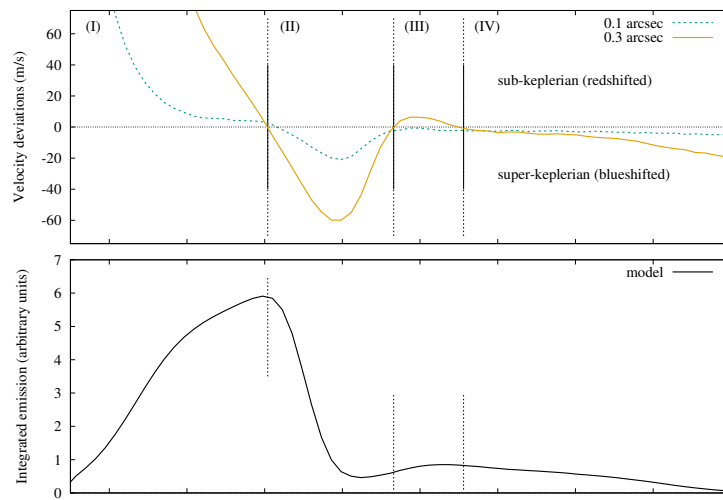 (I)
(II)
(III)
(IV)
0.1 arcsec
0.3 arcsec
60
40
20
0
-20
-40
-60
Velocity deviations (m/s)
sub-keplerian (redshifted)
super-keplerian (blueshifted)
7
6
5
4
3
2
1
0
Integrated emission (arbitrary units)
model